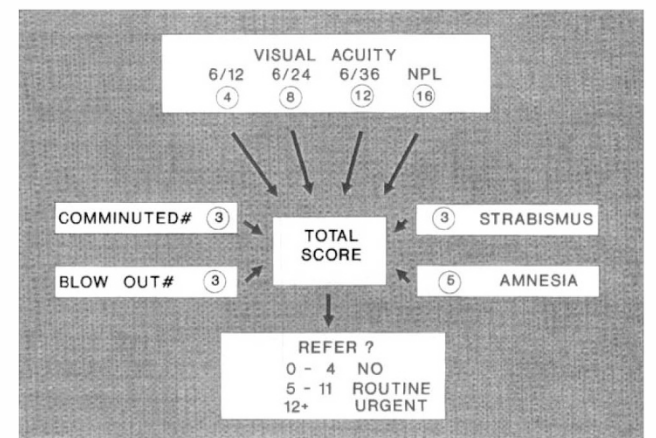 VISUAL ACUITY
6/12 6/24 6/36 NPL
4 8 12 16
COMMINUTED# 3
3 STRABISMUS
TOTAL
SCORE
BLOW OUT# 3
5 AMNESIA
REFER ?
0 - 4 NO
5 - 11 ROUTINE
12+ URGENT